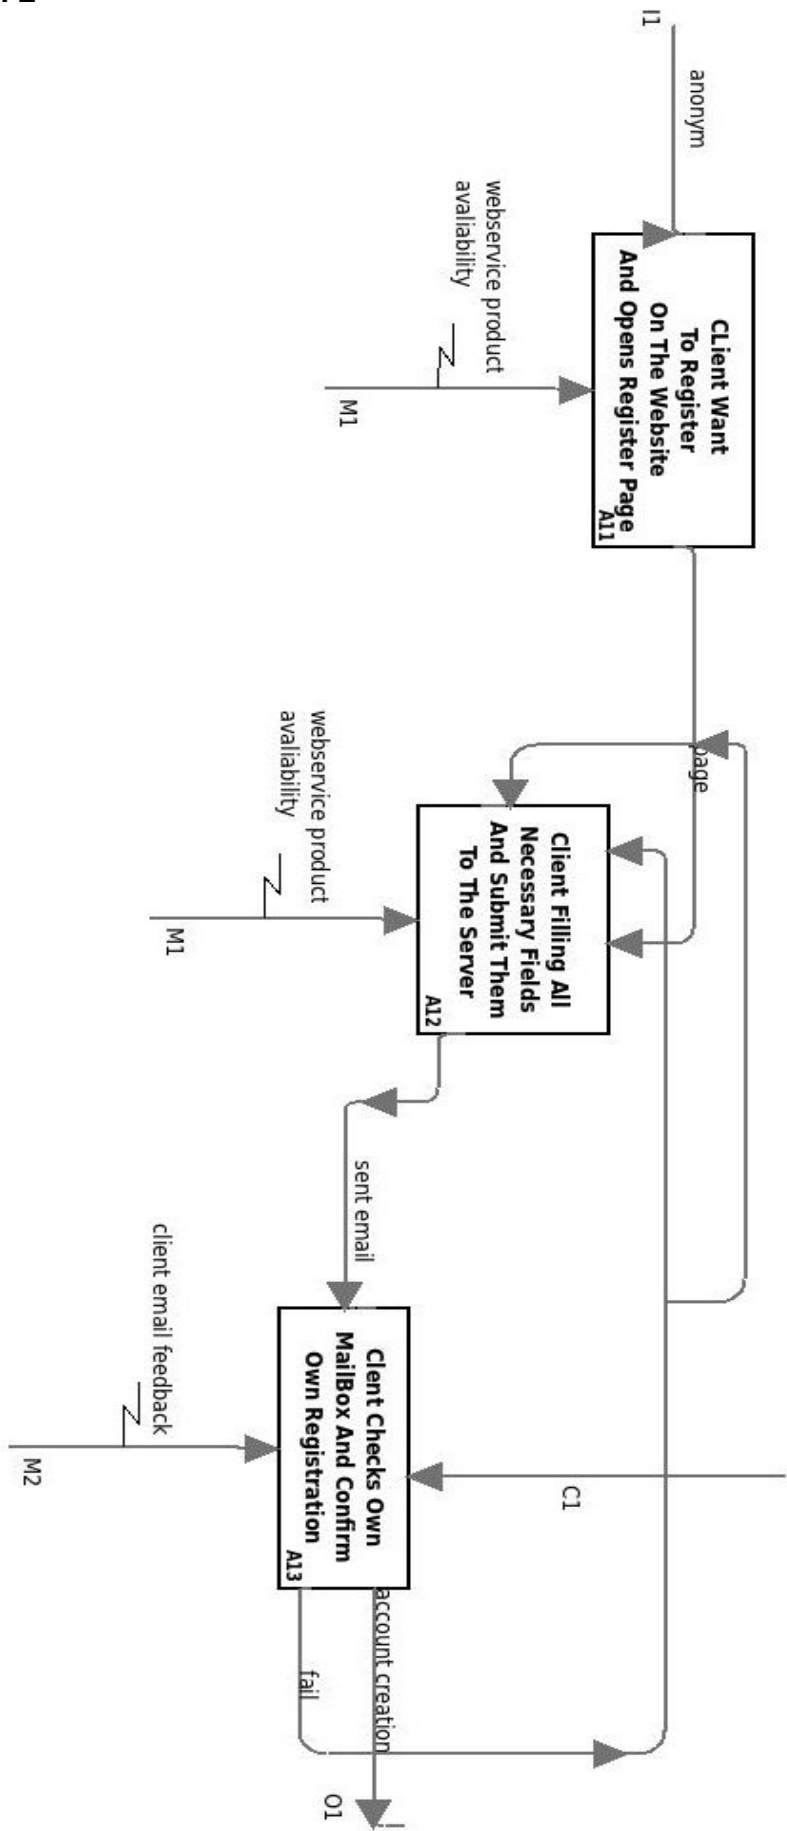 I1
anonym
CLient Want
To Register
On The Website
And Opens Register Page
A11
webservice product
avaliability
M1
page
Client Filling All
Necessary Fields
And Submit Them
To The Server
A12
webservice product
avaliability
M1
sent email
C1
Clent Checks Own
MailBox And Confirm
Own Registration
A13
client email feedback
M2
account creation
fail
O1